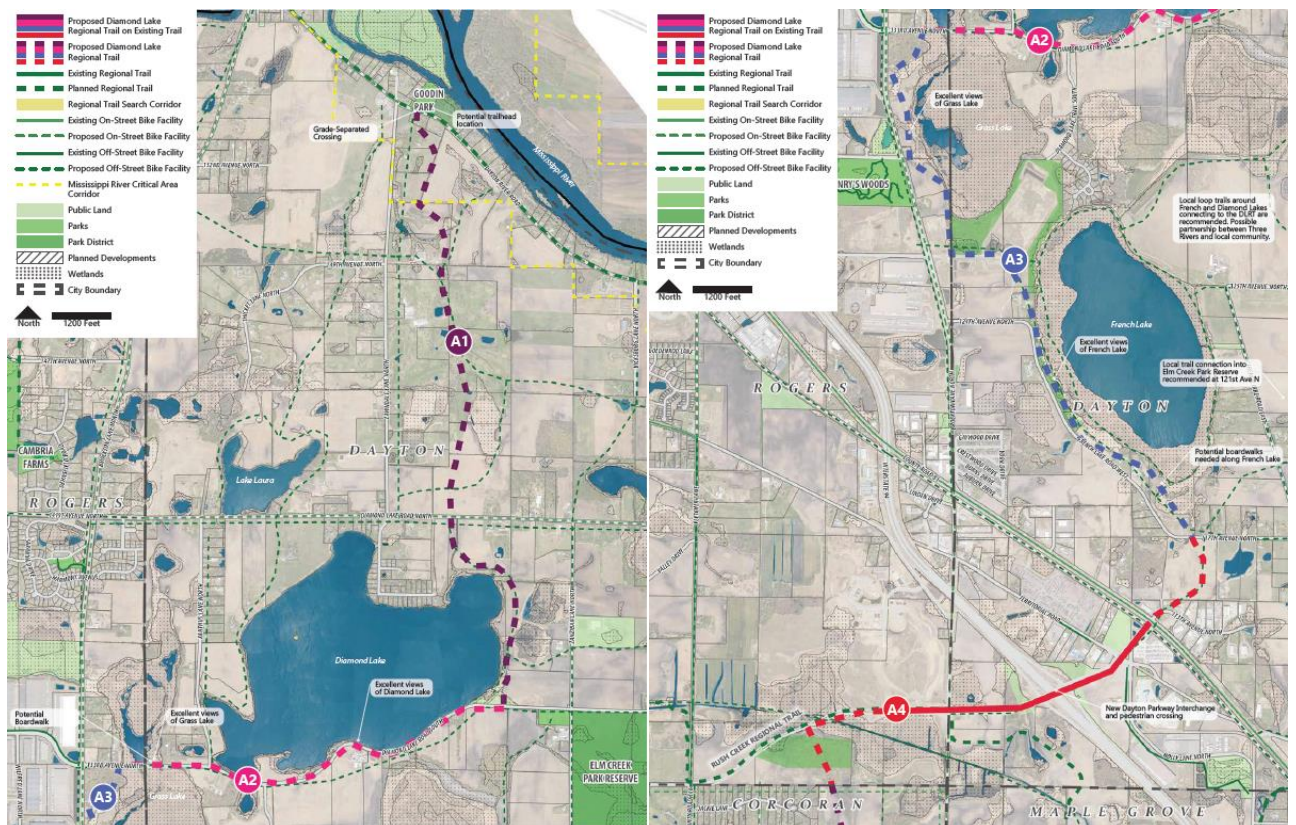 Proposed Diamond Lake
Regional Trail on Existing Trail
Proposed Diamond Lake
Regional Trail
Existing Regional Trail
Planned Regional Trail
Regional Trail Search Corridor
Existing On-Street Bike Facility
Proposed On-Street Bike Facility
Existing Off-Street Bike Facility
Proposed Off-Street Bike Facility
Mississippi River Critical Area
Corridor
Public Land
Parks
Park District
Planned Developments
Wetlands
City Boundary
North
1200 Feet
GOODIN
PARK
Potential trailhead
location
Grade-Separated
Crossing
Mississippi River
A1
DAYTON
CAMBRIA
FARMS
Lake Laura
ROGERS
DIAMOND LAKE ROAD NORTH
Diamond Lake
Excellent views
of Diamond Lake
Potential
Boardwalk
Excellent views
of Grass Lake
ELM CREEK
PARK RESERVE
A2
A3
Grass Lake
Proposed Diamond Lake
Regional Trail on Existing Trail
Proposed Diamond Lake
Regional Trail
Existing Regional Trail
Planned Regional Trail
Regional Trail Search Corridor
Existing On-Street Bike Facility
Proposed On-Street Bike Facility
Existing Off-Street Bike Facility
Proposed Off-Street Bike Facility
Public Land
Parks
Park District
Planned Developments
Wetlands
City Boundary
North
1200 Feet
A2
Excellent views
of Grass Lake
Grass Lake
Local loop trails around
French and Diamond Lakes
connecting to the DLRT are
recommended. Possible
partnership between Three
Rivers and local community.
A3
French Lake
Excellent views
of French Lake
Local trail connection into
Elm Creek Park Reserve
recommended at 121st Ave N
ROGERS
DAYTON
Potential boardwalks
needed along French Lake
A4
New Dayton Parkway Interchange
and pedestrian crossing
RUSH CREEK REGIONAL TRAIL
CORCORAN
MAPLE GROVE